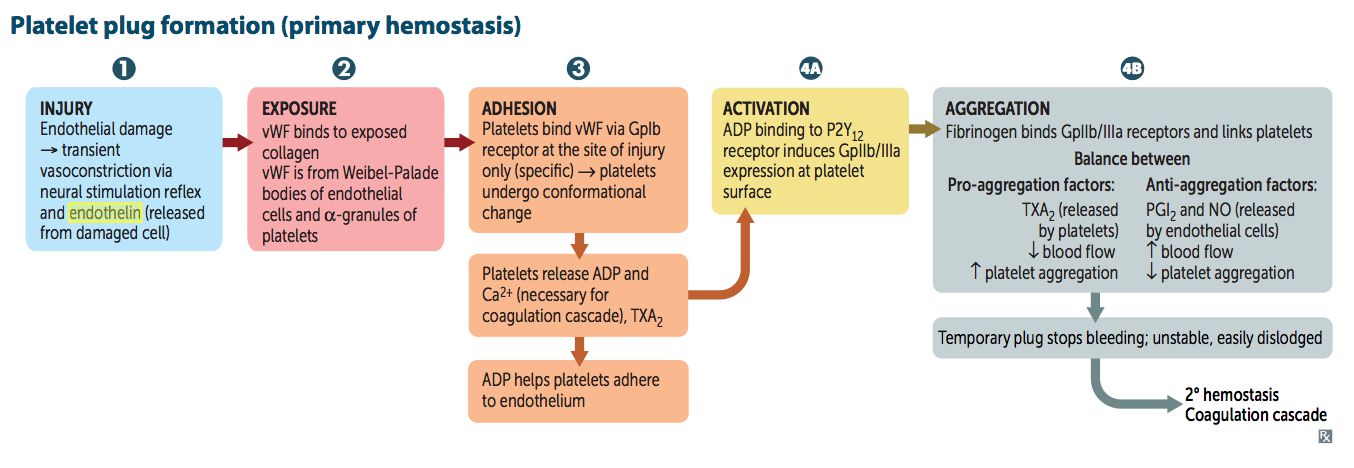 Platelet plug formation (primary hemostasis)
1
INJURY
Endothelial damage
→ transient
vasoconstriction via
neural stimulation reflex
and endothelin (released
from damaged cell)
2
EXPOSURE
vWF binds to exposed
collagen
vWF is from Weibel-Palade
bodies of endothelial
cells and α-granules of
platelets
3
ADHESION
Platelets bind vWF via GpIb
receptor at the site of injury
only (specific) → platelets
undergo conformational
change
Platelets release ADP and
Ca2+ (necessary for
coagulation cascade), TXA2
ADP helps platelets adhere
to endothelium
4A
ACTIVATION
ADP binding to P2Y12
receptor induces GpIIb/IIIa
expression at platelet
surface
4B
AGGREGATION
Fibrinogen binds GpIIb/IIIa receptors and links platelets
Balance between
Pro-aggregation factors:
TXA2 (released
by platelets)
↓ blood flow
↑ platelet aggregation
Anti-aggregation factors:
PGI2 and NO (released
by endothelial cells)
↑ blood flow
↓ platelet aggregation
Temporary plug stops bleeding; unstable, easily dislodged
2° hemostasis
Coagulation cascade
Rx